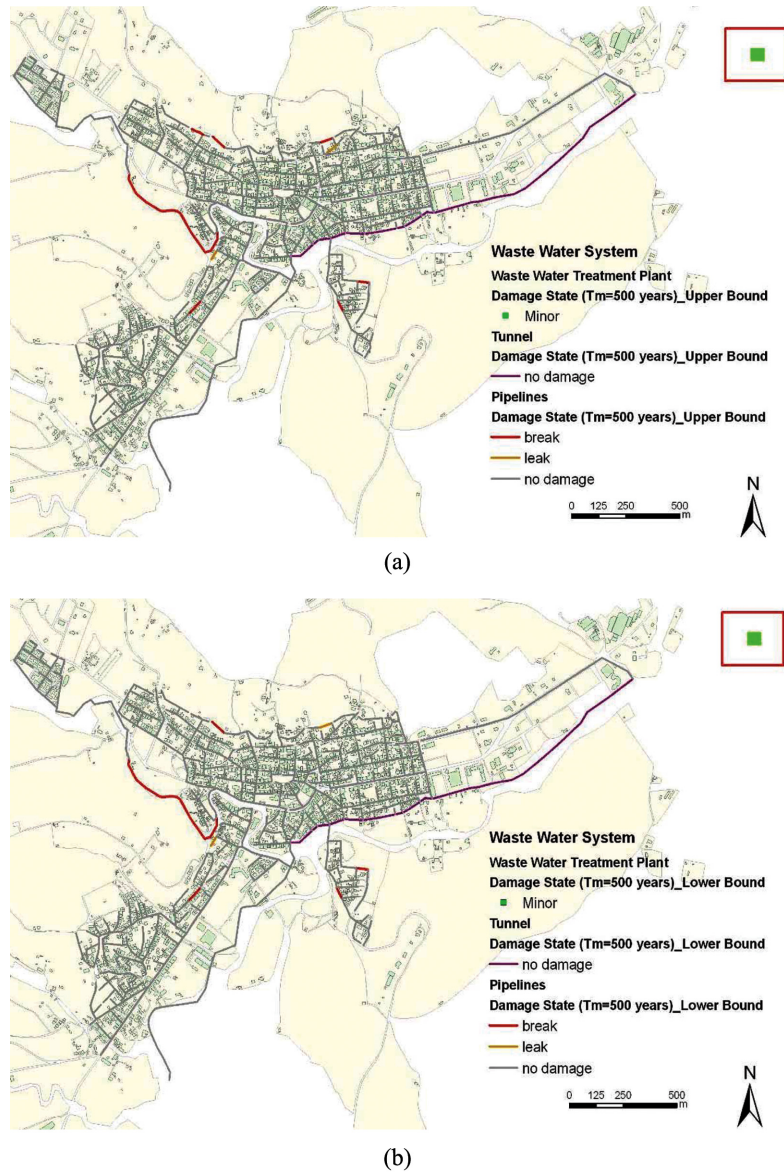 Waste Water System
Waste Water Treatment Plant
Damage State (Tm=500 years)_Upper Bound
Minor
Tunnel
Damage State (Tm=500 years)_Upper Bound
no damage
Pipelines
Damage State (Tm=500 years)_Upper Bound
break
leak
no damage
0 125 250 500
m
N
(a)
Waste Water System
Waste Water Treatment Plant
Damage State (Tm=500 years)_Lower Bound
Minor
Tunnel
Damage State (Tm=500 years)_Lower Bound
no damage
Pipelines
Damage State (Tm=500 years)_Lower Bound
break
leak
no damage
0 125 250 500
m
N
(b)